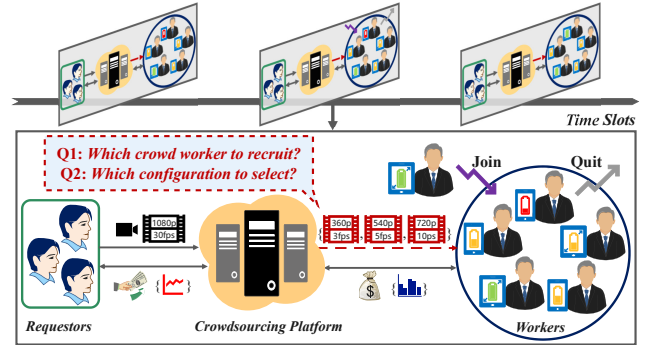 Time Slots
Q1: Which crowd worker to recruit?
Q2: Which configuration to select?
Join
Quit
1080p
30fps
{ 360p 3fps , 540p 5fps , 720p 10ps }
{ }
$
{ }
Requestors
Crowdsourcing Platform
Workers